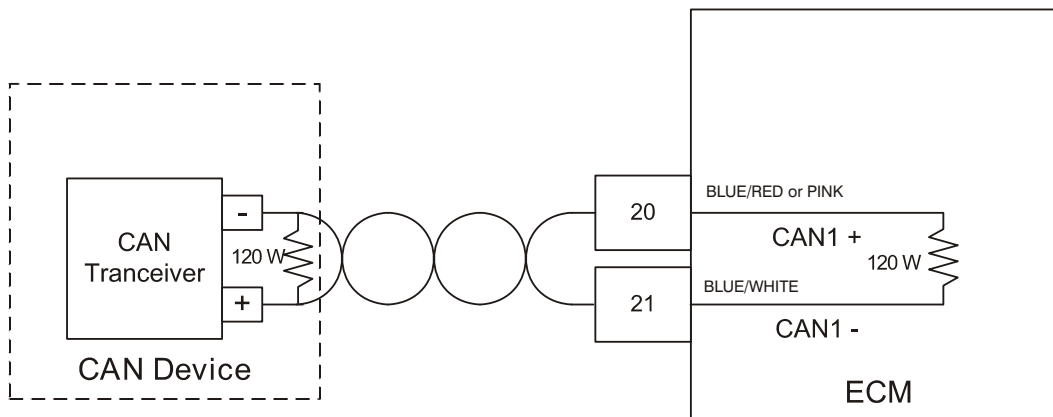 CAN
Tranceiver
-
+
120 W
CAN Device
20
21
BLUE/RED or PINK
CAN1 +
120 W
BLUE/WHITE
CAN1 -
ECM